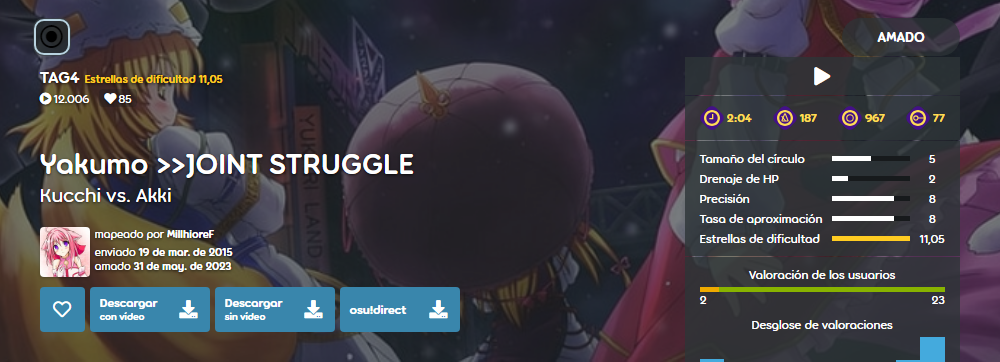 AMADO
TAG4 Estrellas de dificultad 11,05
12.006 85
2:04 187 967 77
Yakumo >>JOINT STRUGGLE
Kucchi vs. Akki
Tamaño del círculo 5
Drenaje de HP 2
Precisión 8
Tasa de aproximación 8
Estrellas de dificultad 11,05
mapeado por MillhioreF
enviado 19 de mar. de 2015
amado 31 de may. de 2023
Descargar
con video
Descargar
sin video
osu!direct
Valoración de los usuarios
2 23
Desglose de valoraciones
YUKARI LAND